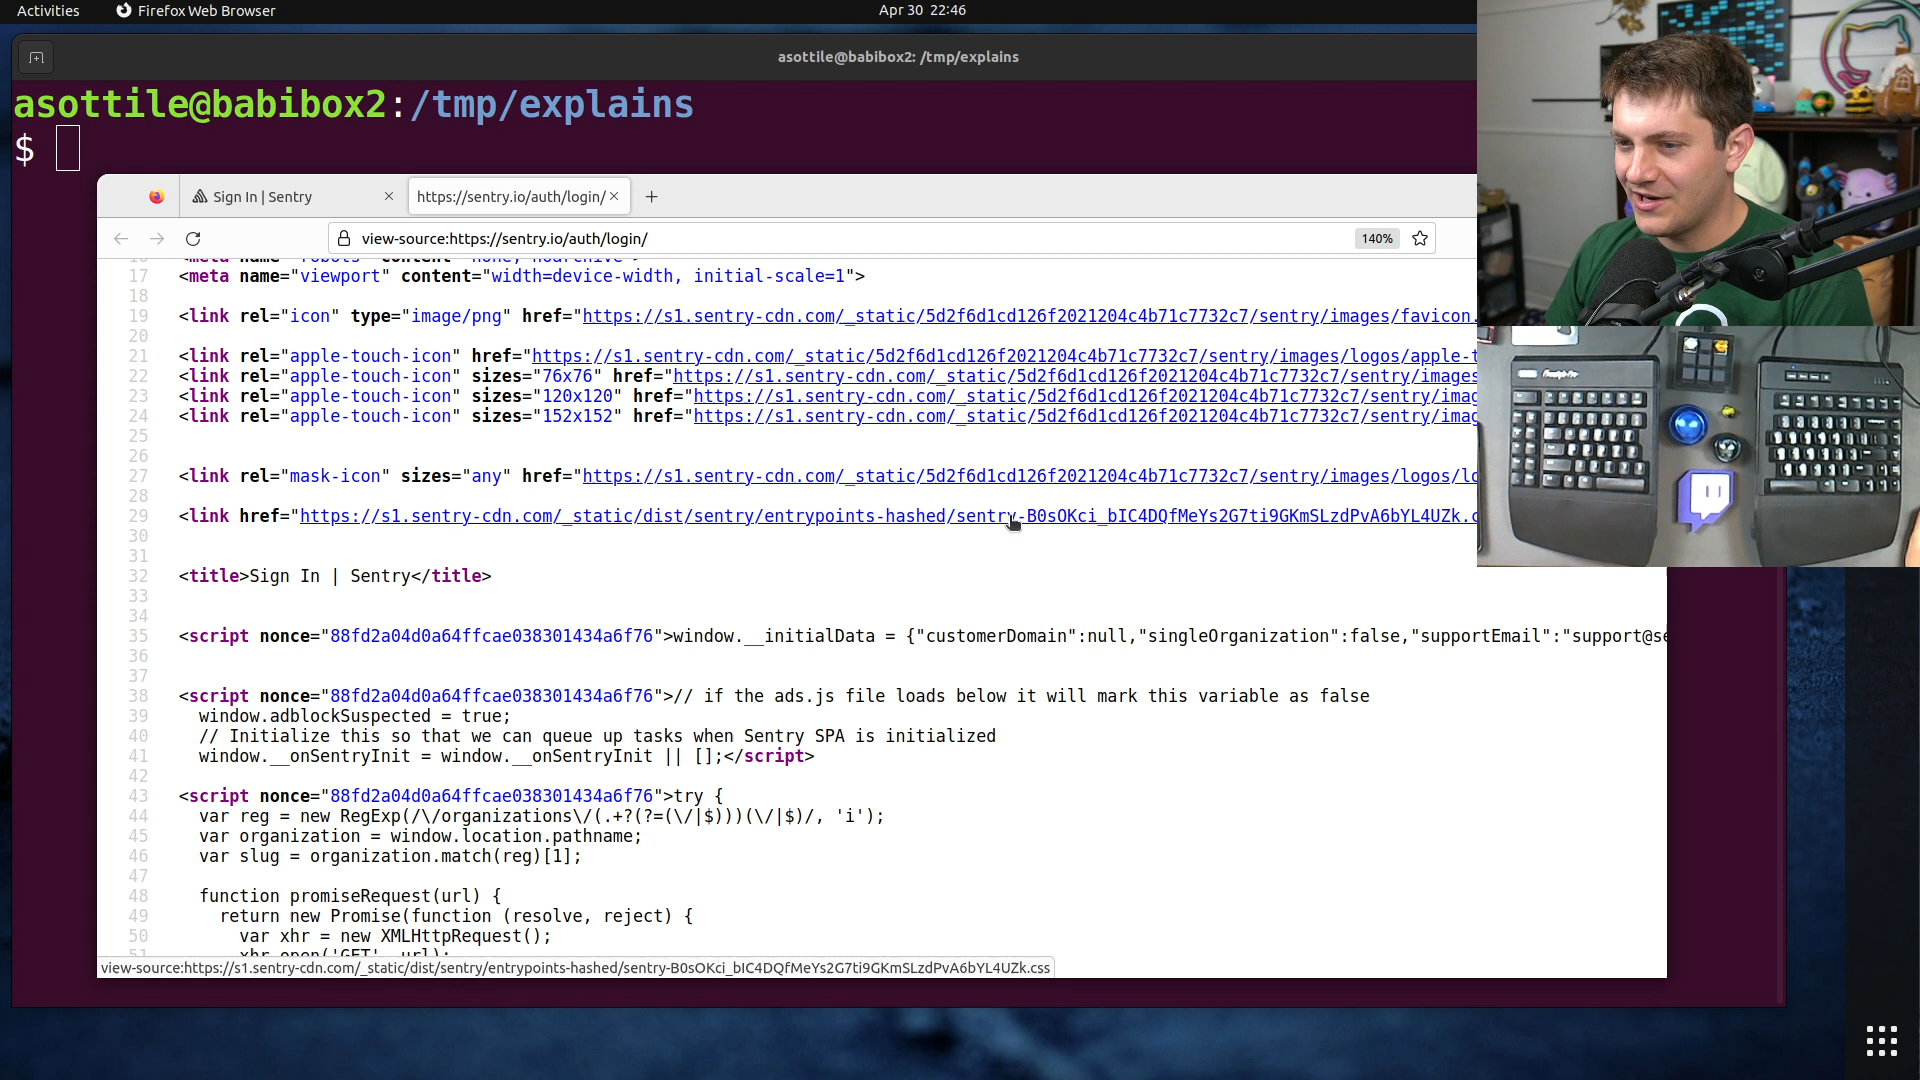 Activities
Firefox Web Browser
Apr 30 22:46
asottile@babibox2: /tmp/explains
asottile@babibox2:/tmp/explains
$
Sign In | Sentry
https://sentry.io/auth/login/
view-source:https://sentry.io/auth/login/
140%
17 <meta name="viewport" content="width=device-width, initial-scale=1">
18
19 <link rel="icon" type="image/png" href="https://s1.sentry-cdn.com/_static/5d2f6d1cd126f2021204c4b71c7732c7/sentry/images/favicon.
20
21 <link rel="apple-touch-icon" href="https://s1.sentry-cdn.com/_static/5d2f6d1cd126f2021204c4b71c7732c7/sentry/images/logos/apple-t
22 <link rel="apple-touch-icon" sizes="76x76" href="https://s1.sentry-cdn.com/_static/5d2f6d1cd126f2021204c4b71c7732c7/sentry/images
23 <link rel="apple-touch-icon" sizes="120x120" href="https://s1.sentry-cdn.com/_static/5d2f6d1cd126f2021204c4b71c7732c7/sentry/imag
24 <link rel="apple-touch-icon" sizes="152x152" href="https://s1.sentry-cdn.com/_static/5d2f6d1cd126f2021204c4b71c7732c7/sentry/imag
25
26
27 <link rel="mask-icon" sizes="any" href="https://s1.sentry-cdn.com/_static/5d2f6d1cd126f2021204c4b71c7732c7/sentry/images/logos/lo
28
29 <link href="https://s1.sentry-cdn.com/_static/dist/sentry/entrypoints-hashed/sentry-B0sOKci_bIC4DQfMeYs2G7ti9GKmSLzdPvA6bYL4UZk.c
30
31
32 <title>Sign In | Sentry</title>
33
34
35 <script nonce="88fd2a04d0a64ffcae038301434a6f76">window.__initialData = {"customerDomain":null,"singleOrganization":false,"supportEmail":"support@se
36
37
38 <script nonce="88fd2a04d0a64ffcae038301434a6f76">// if the ads.js file loads below it will mark this variable as false
39 window.adblockSuspected = true;
40 // Initialize this so that we can queue up tasks when Sentry SPA is initialized
41 window.__onSentryInit = window.__onSentryInit || [];</script>
42
43 <script nonce="88fd2a04d0a64ffcae038301434a6f76">try {
44 var reg = new RegExp(/\/organizations\/(.+?(?=(\/|$)))(\/|$)/, 'i');
45 var organization = window.location.pathname;
46 var slug = organization.match(reg)[1];
47
48 function promiseRequest(url) {
49 return new Promise(function (resolve, reject) {
50 var xhr = new XMLHttpRequest();
51 xhr.open('GET', url);
view-source:https://s1.sentry-cdn.com/_static/dist/sentry/entrypoints-hashed/sentry-B0sOKci_bIC4DQfMeYs2G7ti9GKmSLzdPvA6bYL4UZk.css